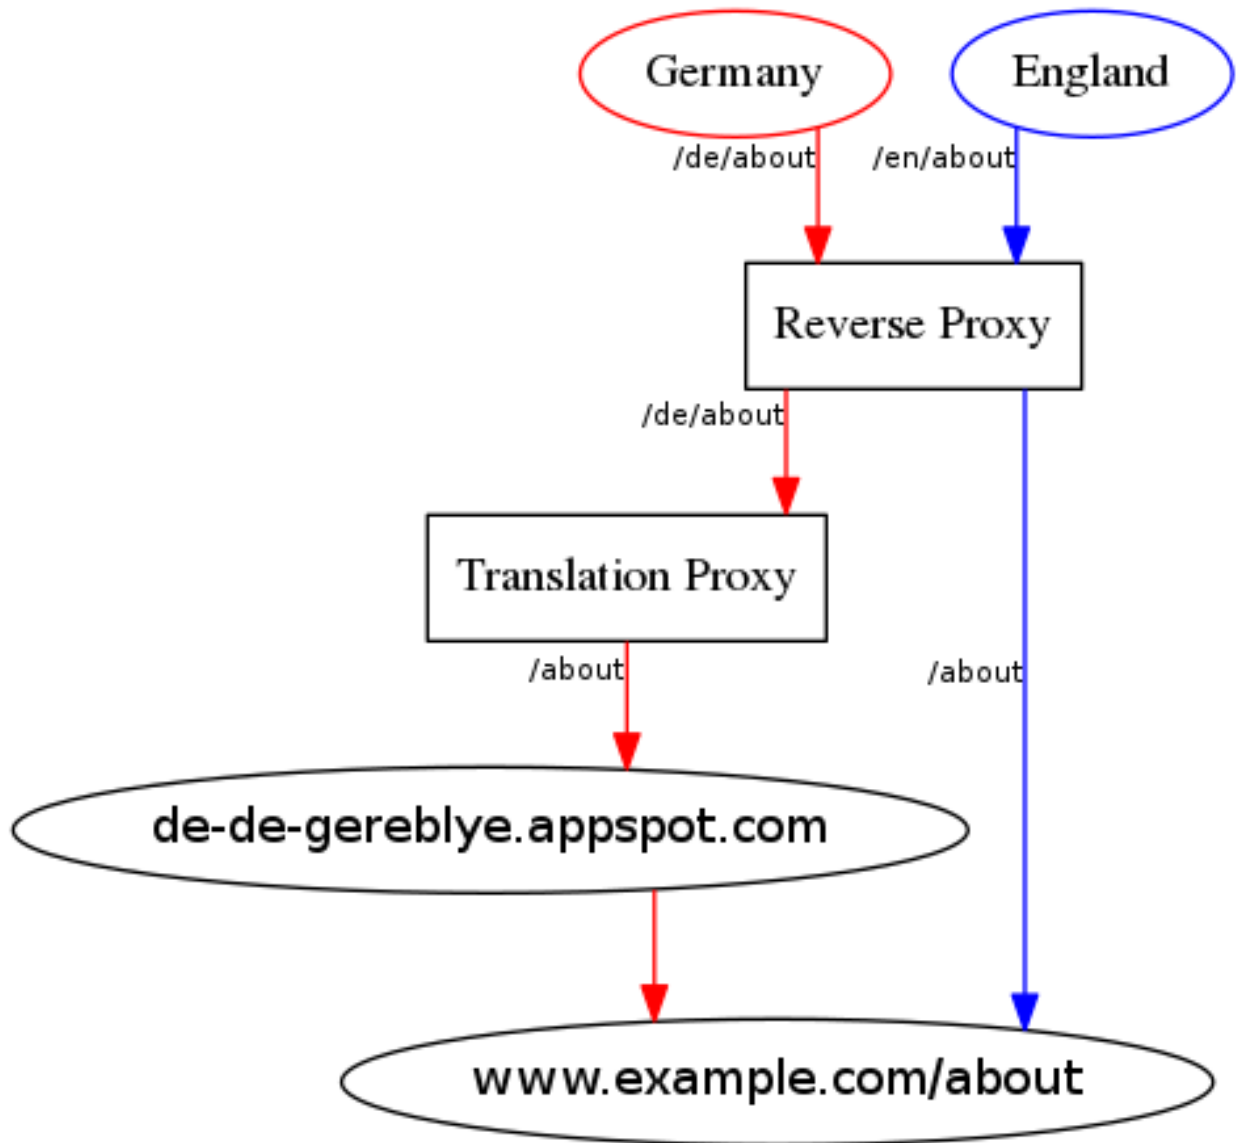 Germany
England
/de/about
/en/about
Reverse Proxy
/de/about
Translation Proxy
/about
/about
de-de-gereblye.appspot.com
www.example.com/about